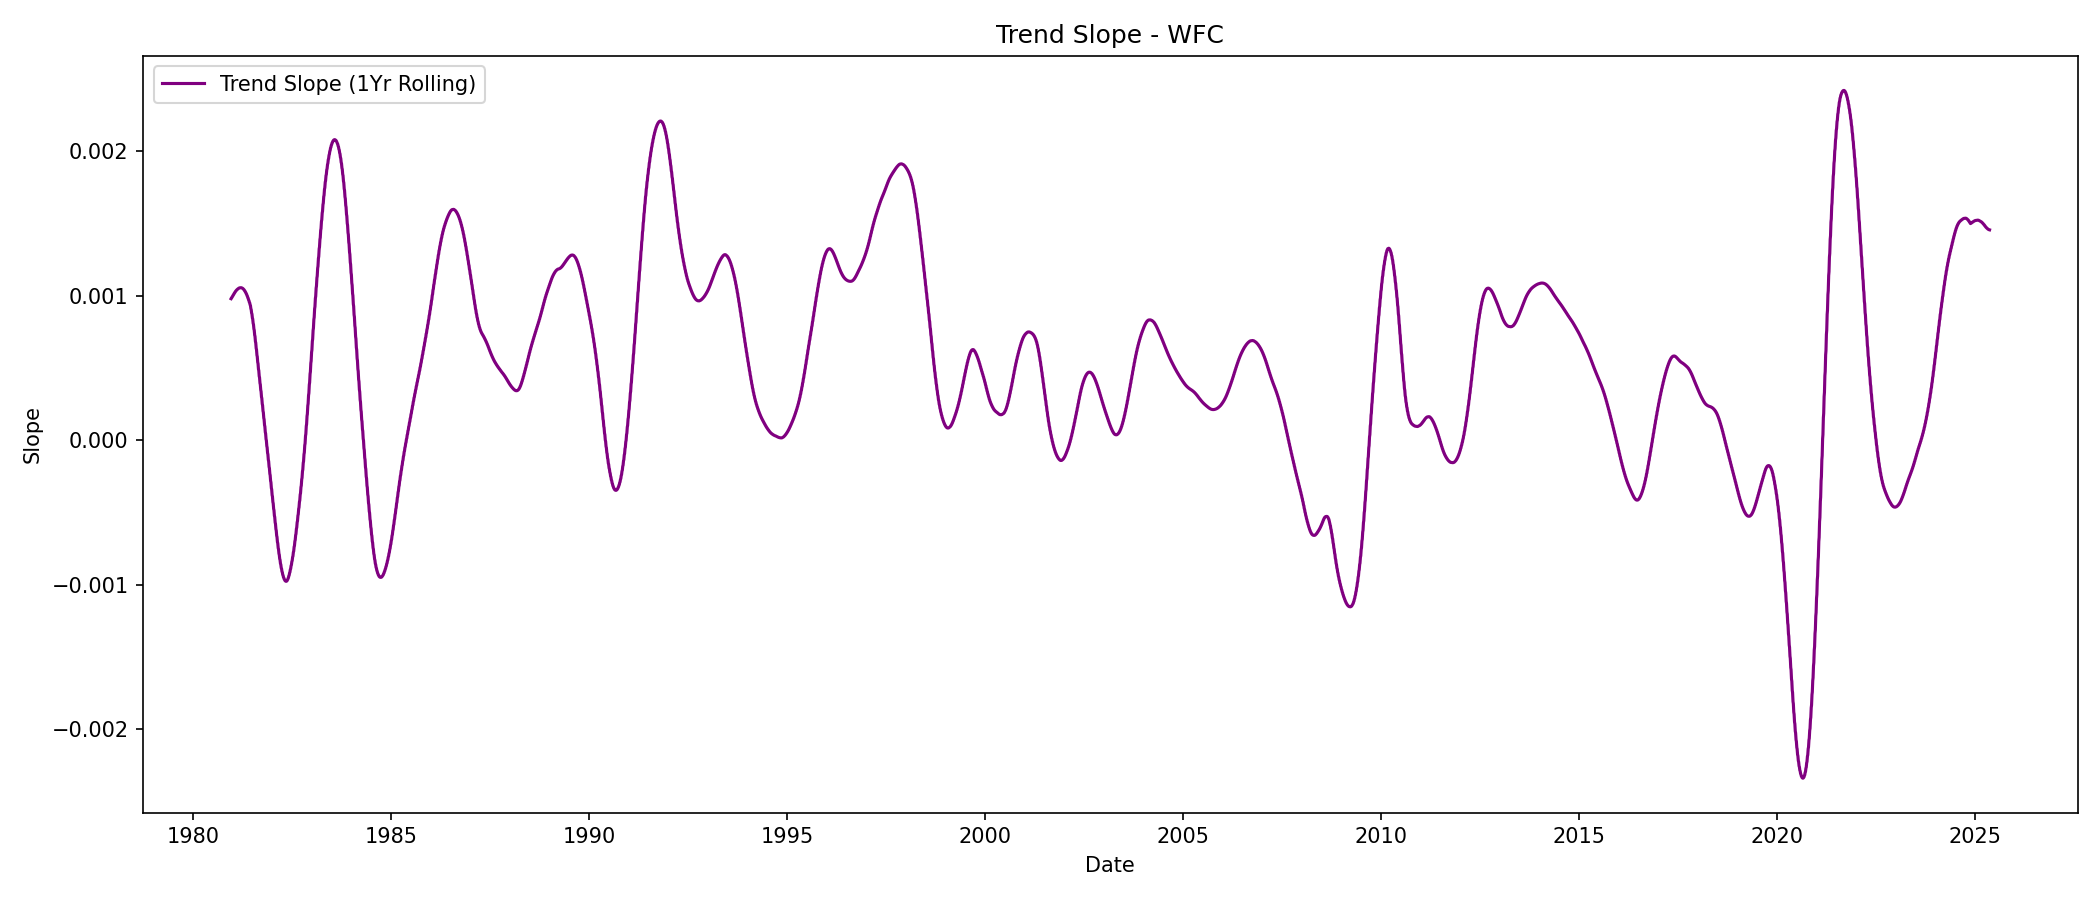 Trend Slope - WFC
Trend Slope (1Yr Rolling)
Slope
0.002
0.001
0.000
−0.001
−0.002
1980 1985 1990 1995 2000 2005 2010 2015 2020 2025
Date